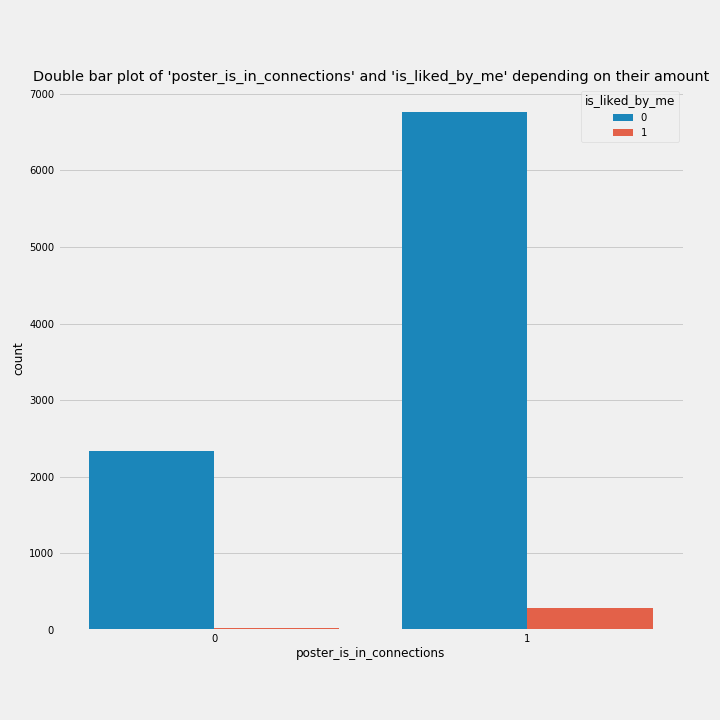 Double bar plot of 'poster_is_in_connections' and 'is_liked_by_me' depending on their amount
is_liked_by_me
0
1
7000
6000
5000
4000
3000
2000
1000
0
count
0 1
poster_is_in_connections